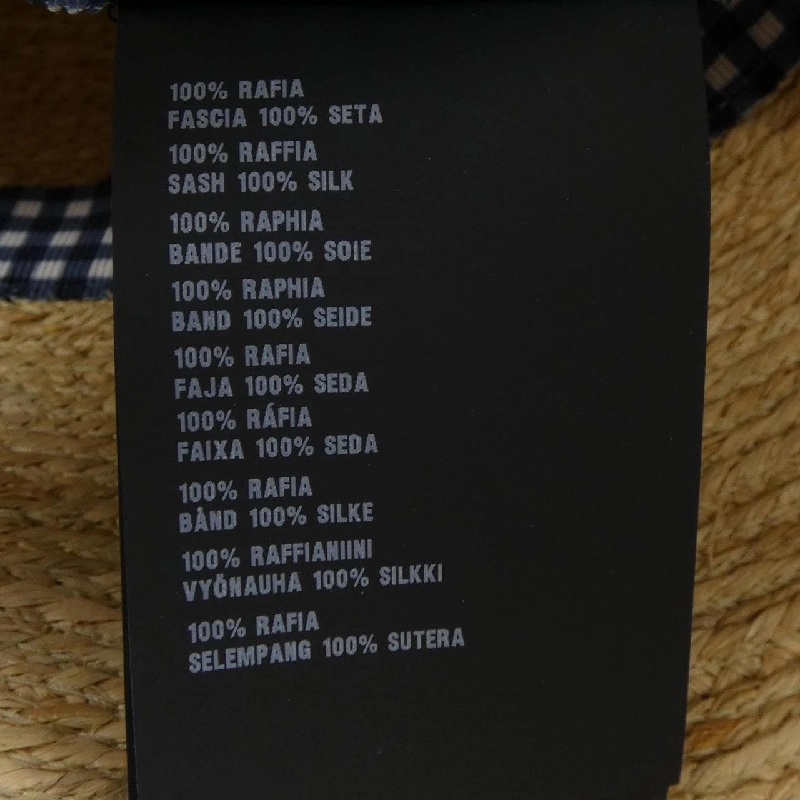 100% RAFIA
FASCIA 100% SETA
100% RAFFIA
SASH 100% SILK
100% RAPHIA
BANDE 100% SOIE
100% RAPHIA
BAND 100% SEIDE
100% RAFIA
FAJA 100% SEDA
100% RÁFIA
FAIXA 100% SEDA
100% RAFIA
BÅND 100% SILKE
100% RAFFIANIINI
VYÖNAUHA 100% SILKKI
100% RAFIA
SELEMPANG 100% SUTERA